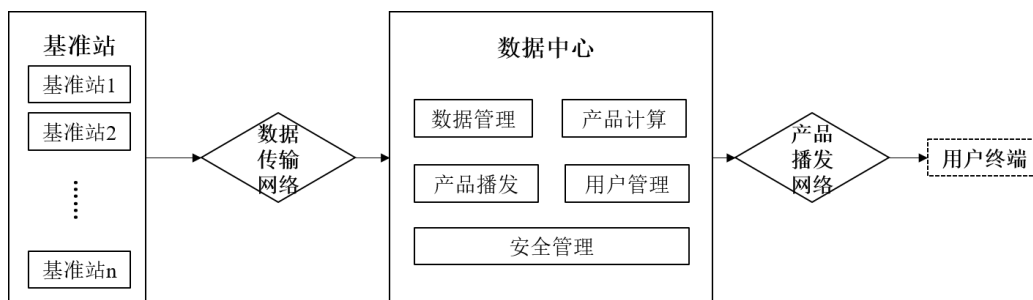 基准站
基准站1
基准站2
……
基准站n
数据
传输
网络
数据中心
数据管理
产品计算
产品播发
用户管理
安全管理
产品
播发
网络
用户终端